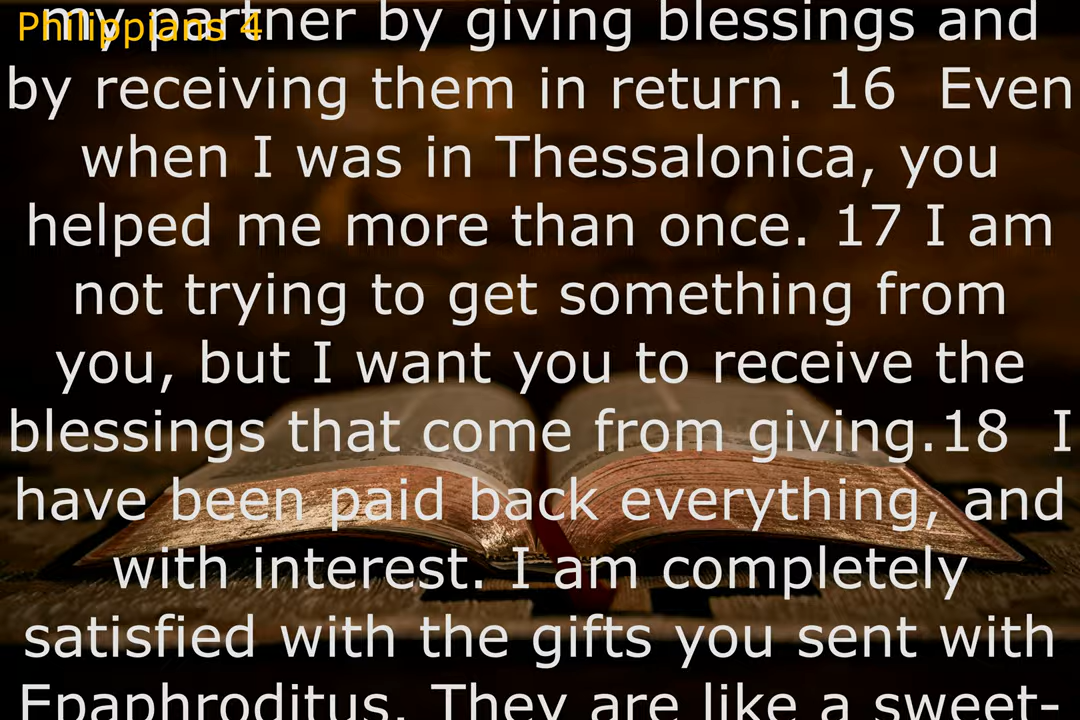 Philippians 4
my partner by giving blessings and
by receiving them in return. 16 Even
when I was in Thessalonica, you
helped me more than once. 17 I am
not trying to get something from
you, but I want you to receive the
blessings that come from giving.18 I
have been paid back everything, and
with interest. I am completely
satisfied with the gifts you sent with
Epaphroditus. They are like a sweet-